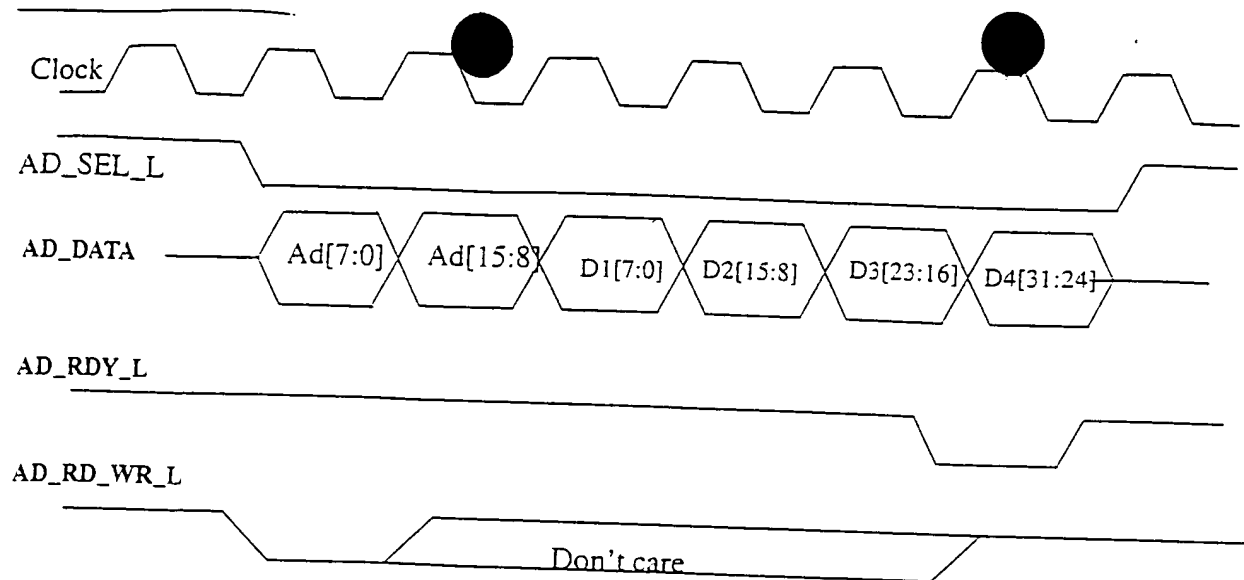 Clock
AD_SEL_L
AD_DATA
Ad[7:0] Ad[15:8] D1[7:0] D2[15:8] D3[23:16] D4[31:24]
AD_RDY_L
AD_RD_WR_L
Don't care